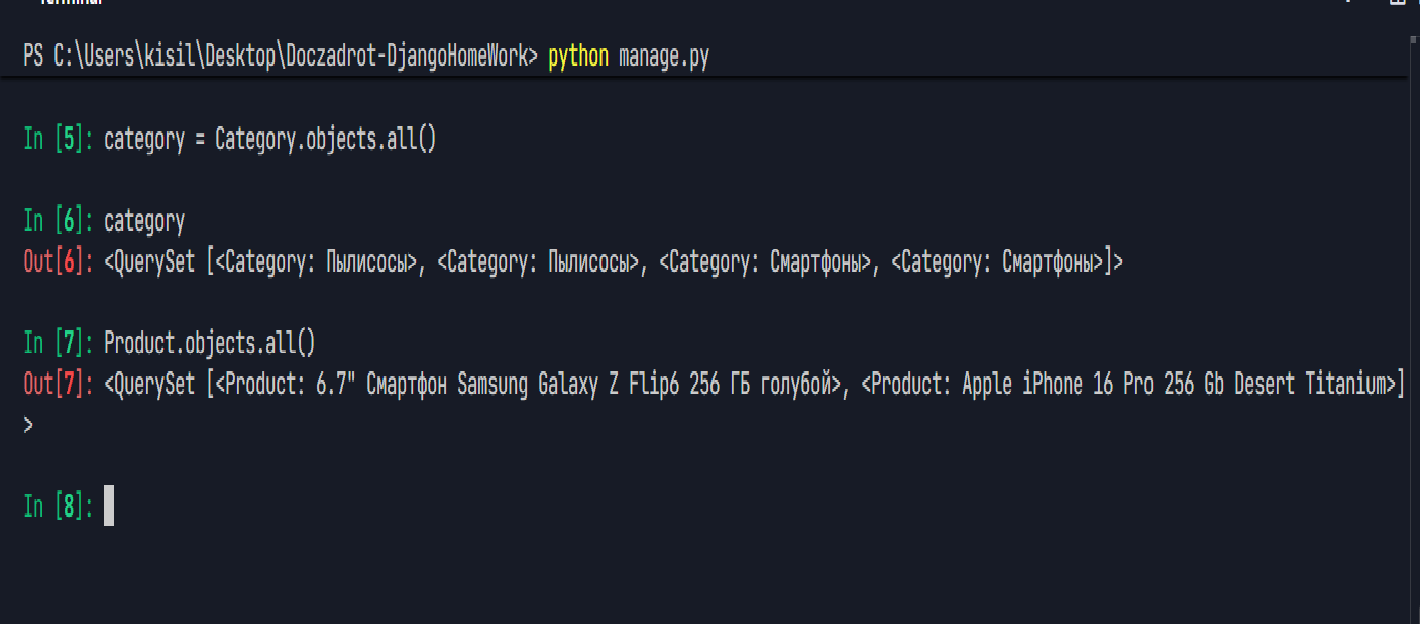 Terminal
PS C:\Users\kisil\Desktop\Doczadrot-DjangoHomeWork> python manage.py
In [5]: category = Category.objects.all()
In [6]: category
Out[6]: <QuerySet [<Category: Пылисосы>, <Category: Пылисосы>, <Category: Смартфоны>, <Category: Смартфоны>]>
In [7]: Product.objects.all()
Out[7]: <QuerySet [<Product: 6.7" Смартфон Samsung Galaxy Z Flip6 256 ГБ голубой>, <Product: Apple iPhone 16 Pro 256 Gb Desert Titanium>]
>
In [8]: